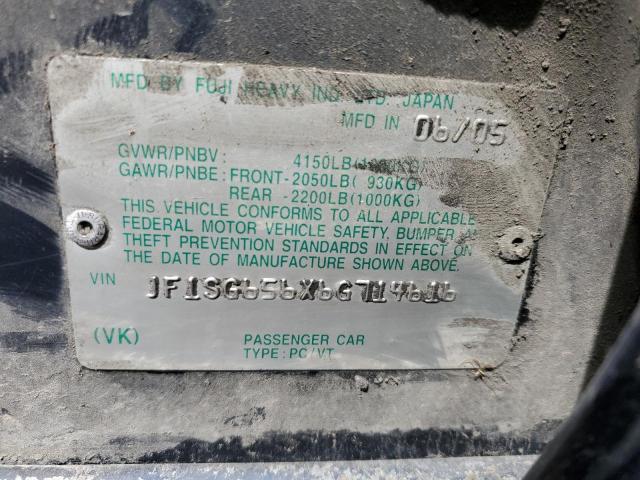 MFD BY FUJI HEAVY IND LTD. JAPAN
MFD IN 06/05
GVWR/PNBV : 4150LB
GAWR/PNBE : FRONT-2050LB( 930KG)
REAR -2200LB(1000KG)
THIS VEHICLE CONFORMS TO ALL APPLICABLE
FEDERAL MOTOR VEHICLE SAFETY, BUMPER
THEFT PREVENTION STANDARDS IN EFFECT ON
THE DATE OF MANUFACTURE SHOWN ABOVE.
VIN JF1SG656X6G714616
(VK) PASSENGER CAR
TYPE : PC/VT